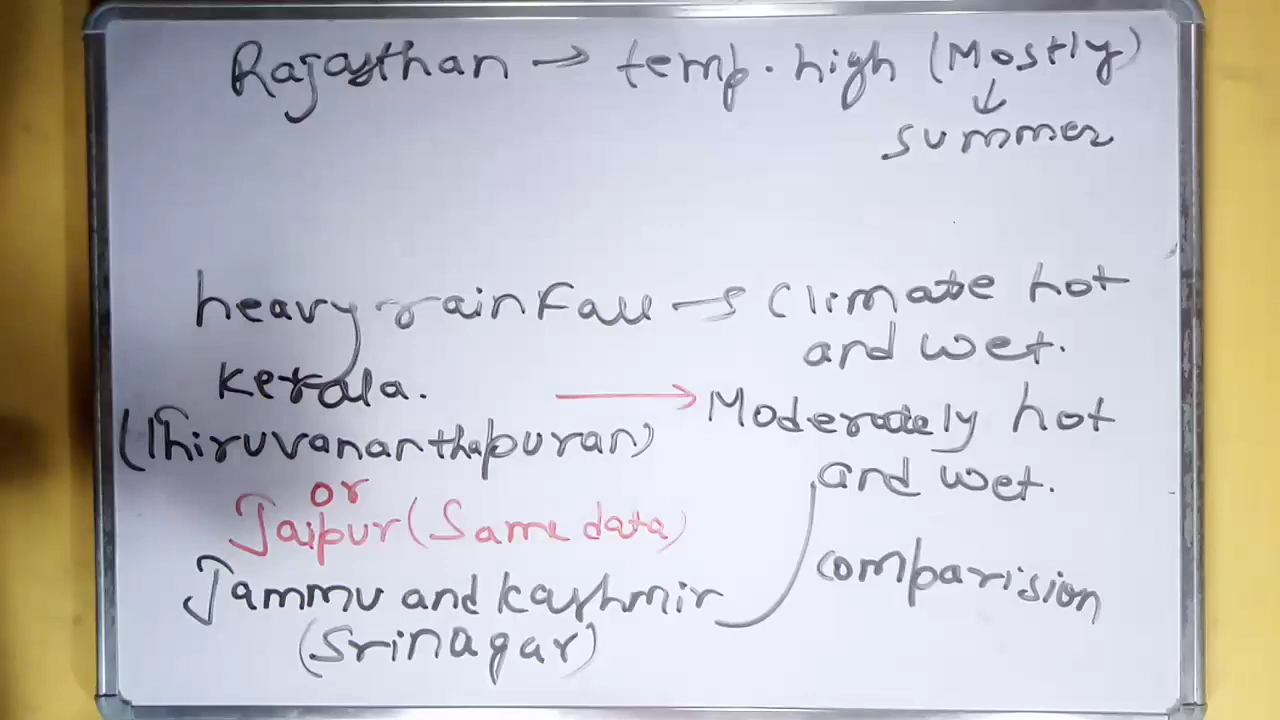 Rajasthan → temp. high (Mostly)
↓
summer
heavy rainfall → Climate hot
and wet.
kerala.
→ Moderately hot
(Thiruvananthapuran)
and wet.
or
Jaipur (Same data)
comparision
Jammu and kashmir
(Srinagar)